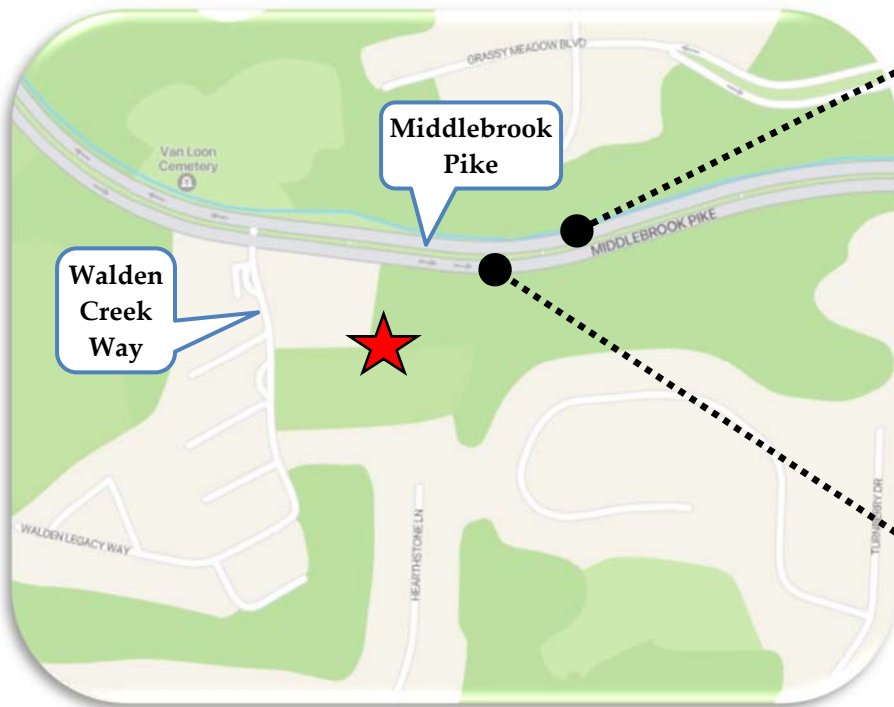 GRASSY MEADOW BLVD
Middlebrook
Pike
Van Loon
Cemetery
MIDDLEBROOK PIKE
Walden
Creek
Way
WALDEN LEGACY WAY
HEARTHSTONE LN
TURNBERRY DR